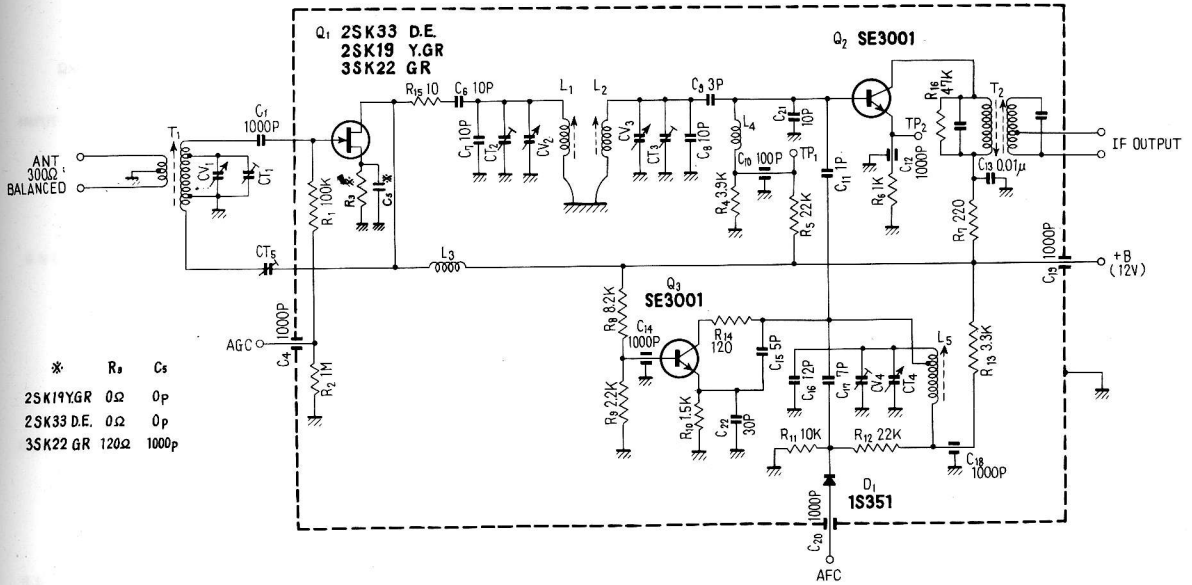 Q1 2SK33 D.E.
2SK19 Y.GR
3SK22 GR
Q2 SE3001
R15 10
C6 10P
L1
L2
C9 3P
R16 47K
T2
C1
1000P
T1
C7 10P
CT2
CV2
CV3
CT3
C8 10P
L4
C21
10P
TP2
C12
1000P
IF OUTPUT
ANT
300Ω
BALANCED
CV1
CT1
R1 100K
R3 ※
C5 ※
C10 100P
TP1
R4 3.9K
R5 22K
C11 1P
R6 1K
C13 0.01μ
R7 220
CT5
L3
C19 1000P
+B
(12V)
Q3
SE3001
R8 8.2K
C14
1000P
R14
120
C15 5P
L5
R13 3.3K
AGC
1000P
C4
R2 1M
R9 2.2K
R10 1.5K
C22
30P
C16 12P
C17 7P
CV4
CT4
R11 10K
R12 22K
C18
1000P
D1
1S351
1000P
C20
AFC
※ R3 C5
2SK19Y.GR 0Ω 0p
2SK33 D.E. 0Ω 0p
3SK22 GR 120Ω 1000p